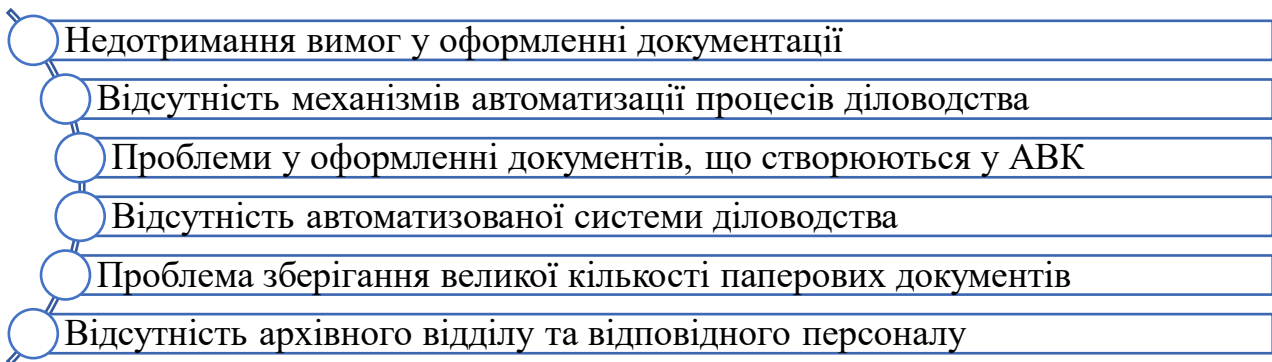 Недотримання вимог у оформленні документації
Відсутність механізмів автоматизації процесів діловодства
Проблеми у оформленні документів, що створюються у АВК
Відсутність автоматизованої системи діловодства
Проблема зберігання великої кількості паперових документів
Відсутність архівного відділу та відповідного персоналу